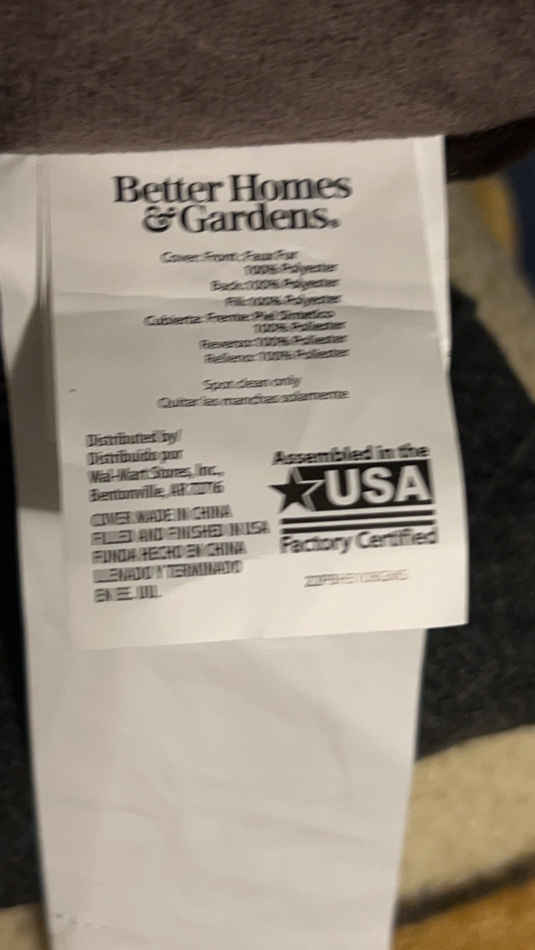 Better Homes
& Gardens®
Cover: Front: Faux Fur
100% Polyester
Back: 100% Polyester
Fill: 100% Polyester
Cubierta: Frente: Piel Sintetico
100% Poliester
Reverso: 100% Poliester
Relleno: 100% Poliester
Spot clean only
Quitar las manchas solamente
Distributed by/
Distribuido por
Wal-Mart Stores, Inc.,
Bentonville, AR 72716
COVER MADE IN CHINA
FILLED AND FINISHED IN USA
FUNDA HECHO EN CHINA
LLENADO Y TERMINADO
EN EE. UU.
Assembled in the
USA
Factory Certified